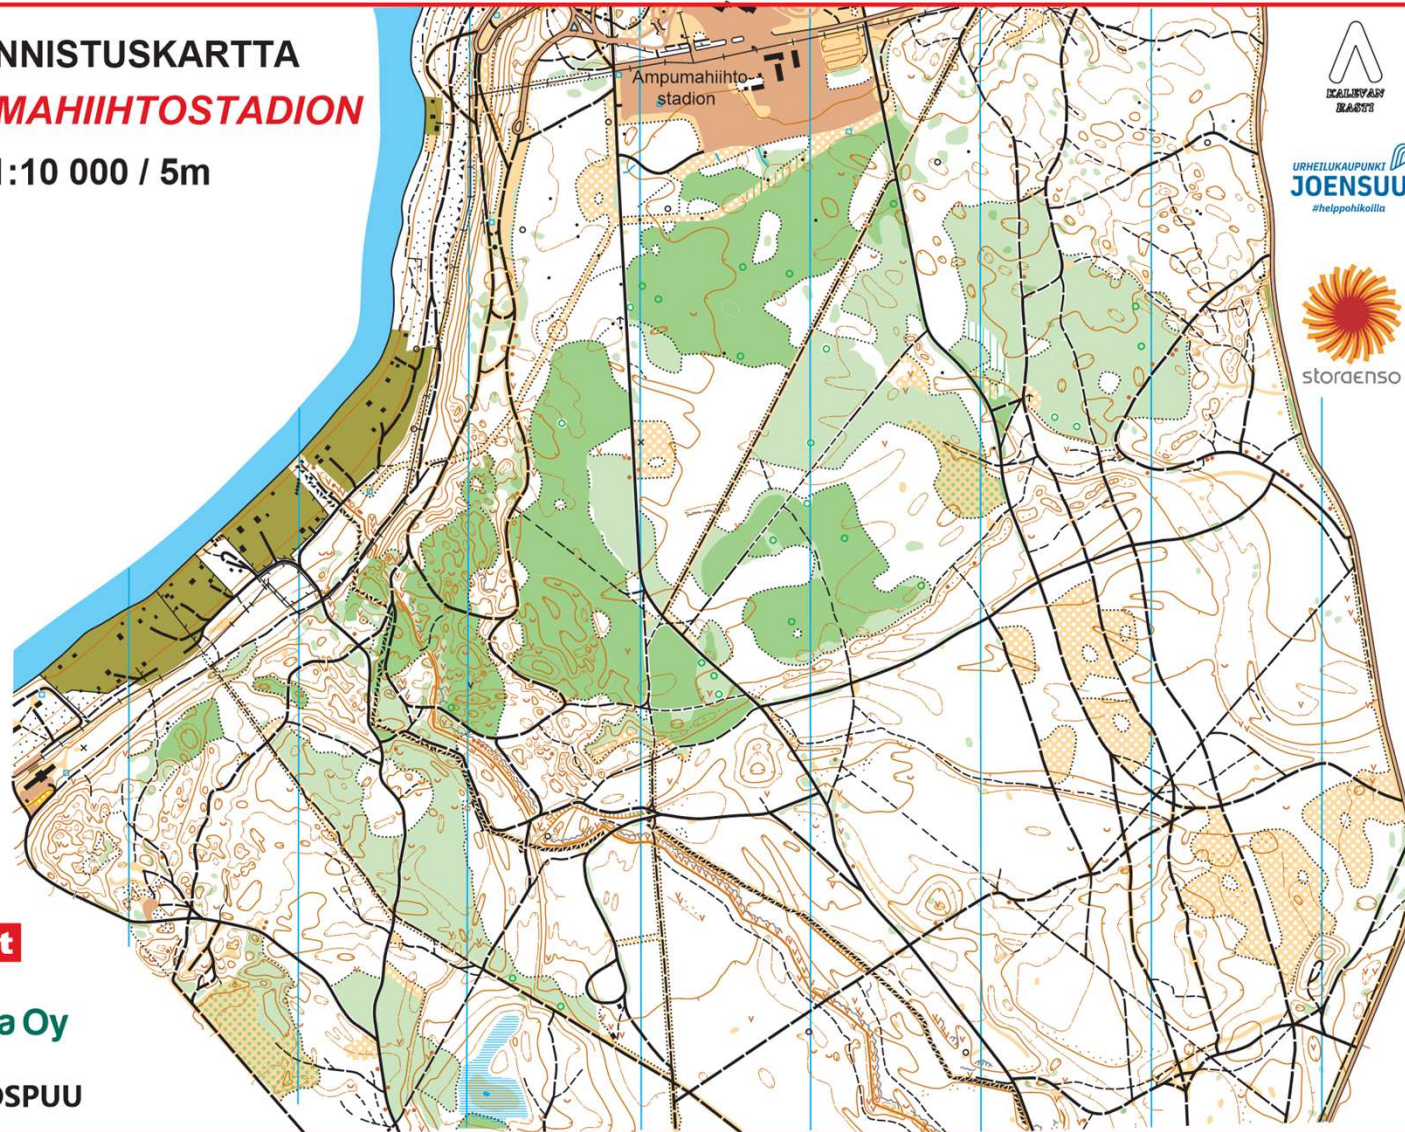 NNISTUSKARTTA
MAHIIHTOSTADION
1:10 000 / 5m
Ampumahiihto-
stadion
KALEVAN
RASTI
URHEILUKAUPUNKI
JOENSUU
#helppohikoilla
storaenso
t
a Oy
OSPUU